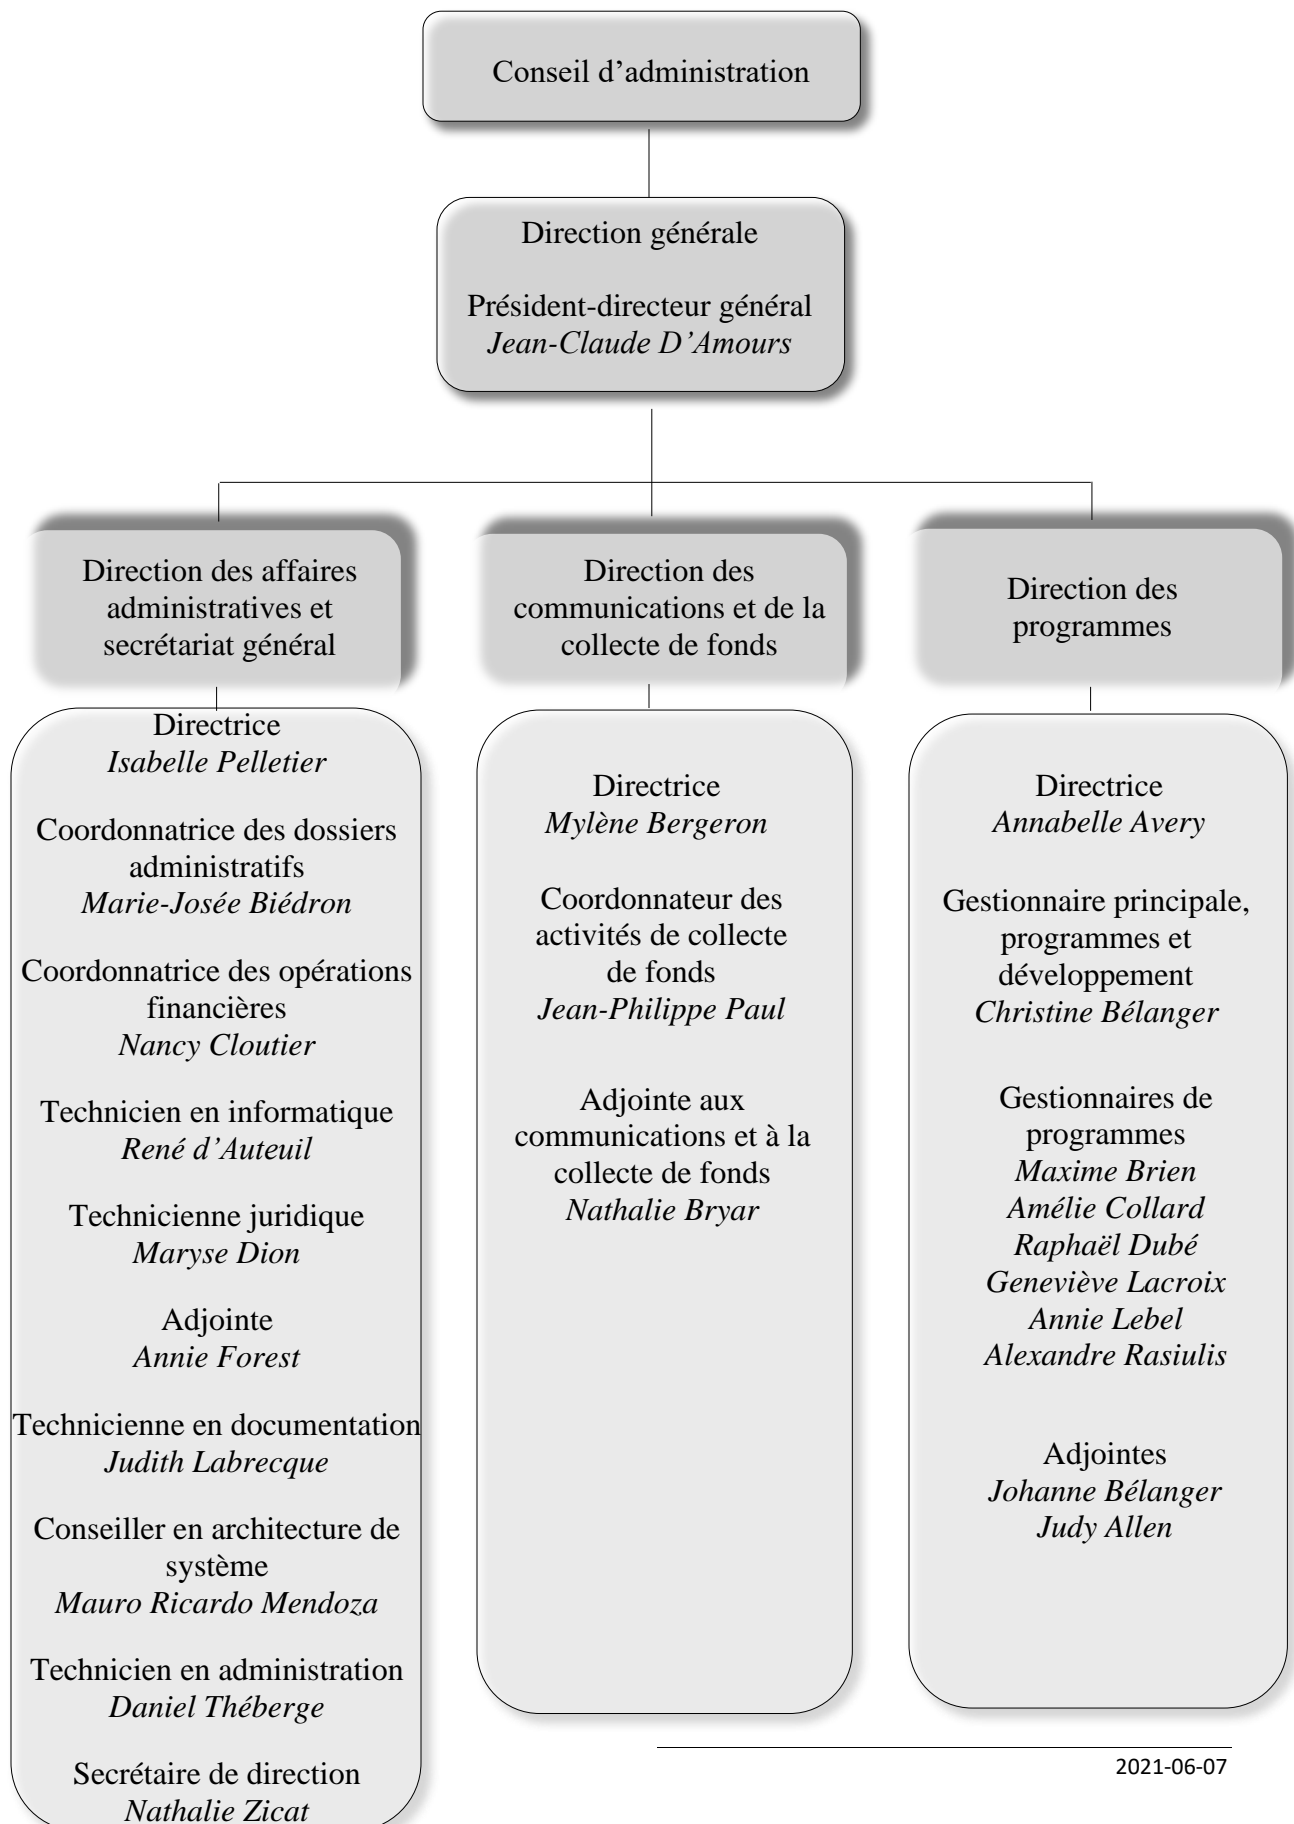 Conseil d’administration
Direction générale
Président-directeur général
Jean-Claude D’Amours
Direction des affaires
administratives et
secrétariat général
Direction des
communications et de la
collecte de fonds
Direction des
programmes
Directrice
Isabelle Pelletier
Coordonnatrice des dossiers
administratifs
Marie-Josée Biédron
Coordonnatrice des opérations
financières
Nancy Cloutier
Technicien en informatique
René d’Auteuil
Technicienne juridique
Maryse Dion
Adjointe
Annie Forest
Technicienne en documentation
Judith Labrecque
Conseiller en architecture de
système
Mauro Ricardo Mendoza
Technicien en administration
Daniel Théberge
Secrétaire de direction
Nathalie Zicat
Directrice
Mylène Bergeron
Coordonnateur des
activités de collecte
de fonds
Jean-Philippe Paul
Adjointe aux
communications et à la
collecte de fonds
Nathalie Bryar
Directrice
Annabelle Avery
Gestionnaire principale,
programmes et
développement
Christine Bélanger
Gestionnaires de
programmes
Maxime Brien
Amélie Collard
Raphaël Dubé
Geneviève Lacroix
Annie Lebel
Alexandre Rasiulis
Adjointes
Johanne Bélanger
Judy Allen
2021-06-07